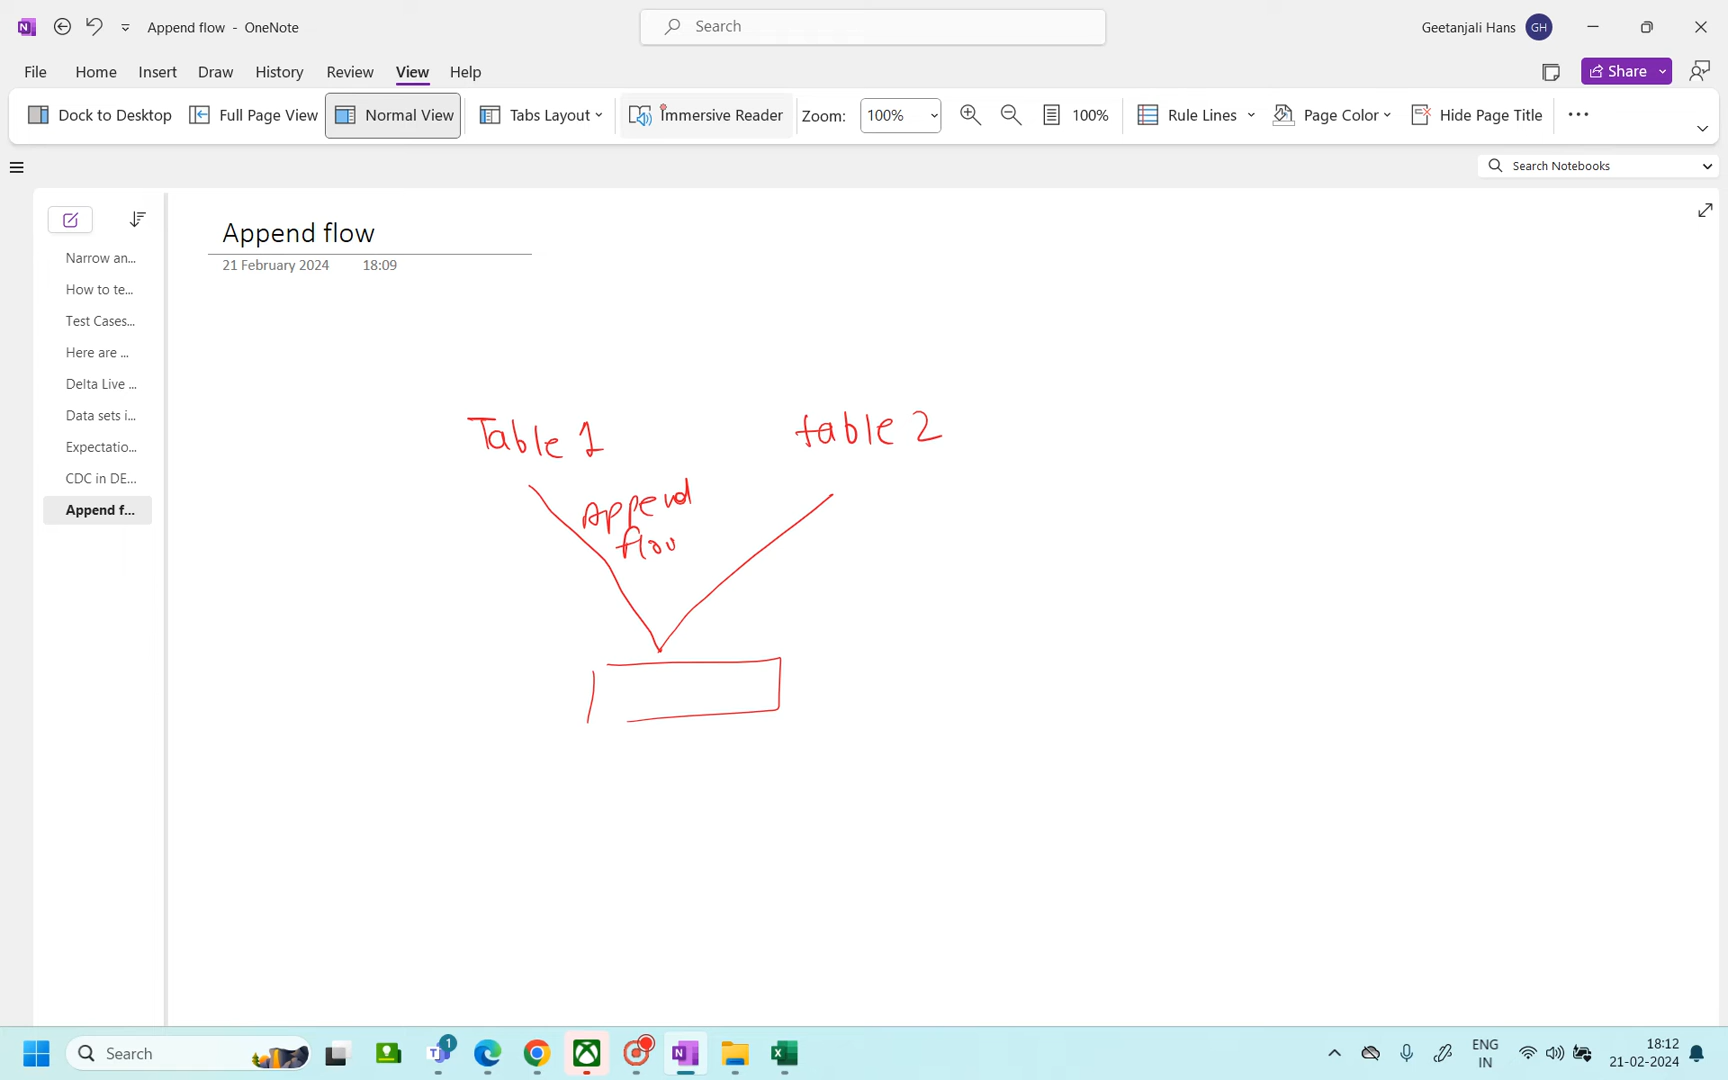 Append flow - OneNote
Search
Geetanjali Hans
GH
File
Home
Insert
Draw
History
Review
View
Help
Share
Dock to Desktop
Full Page View
Normal View
Tabs Layout
Immersive Reader
Zoom:
100%
100%
Rule Lines
Page Color
Hide Page Title
Search Notebooks
Append flow
21 February 2024 18:09
Narrow an...
How to te...
Test Cases...
Here are ...
Delta Live ...
Data sets i...
Expectatio...
CDC in DE...
Append f...
Table 1
table 2
Append
flow
Search
1
ENG
IN
18:12
21-02-2024